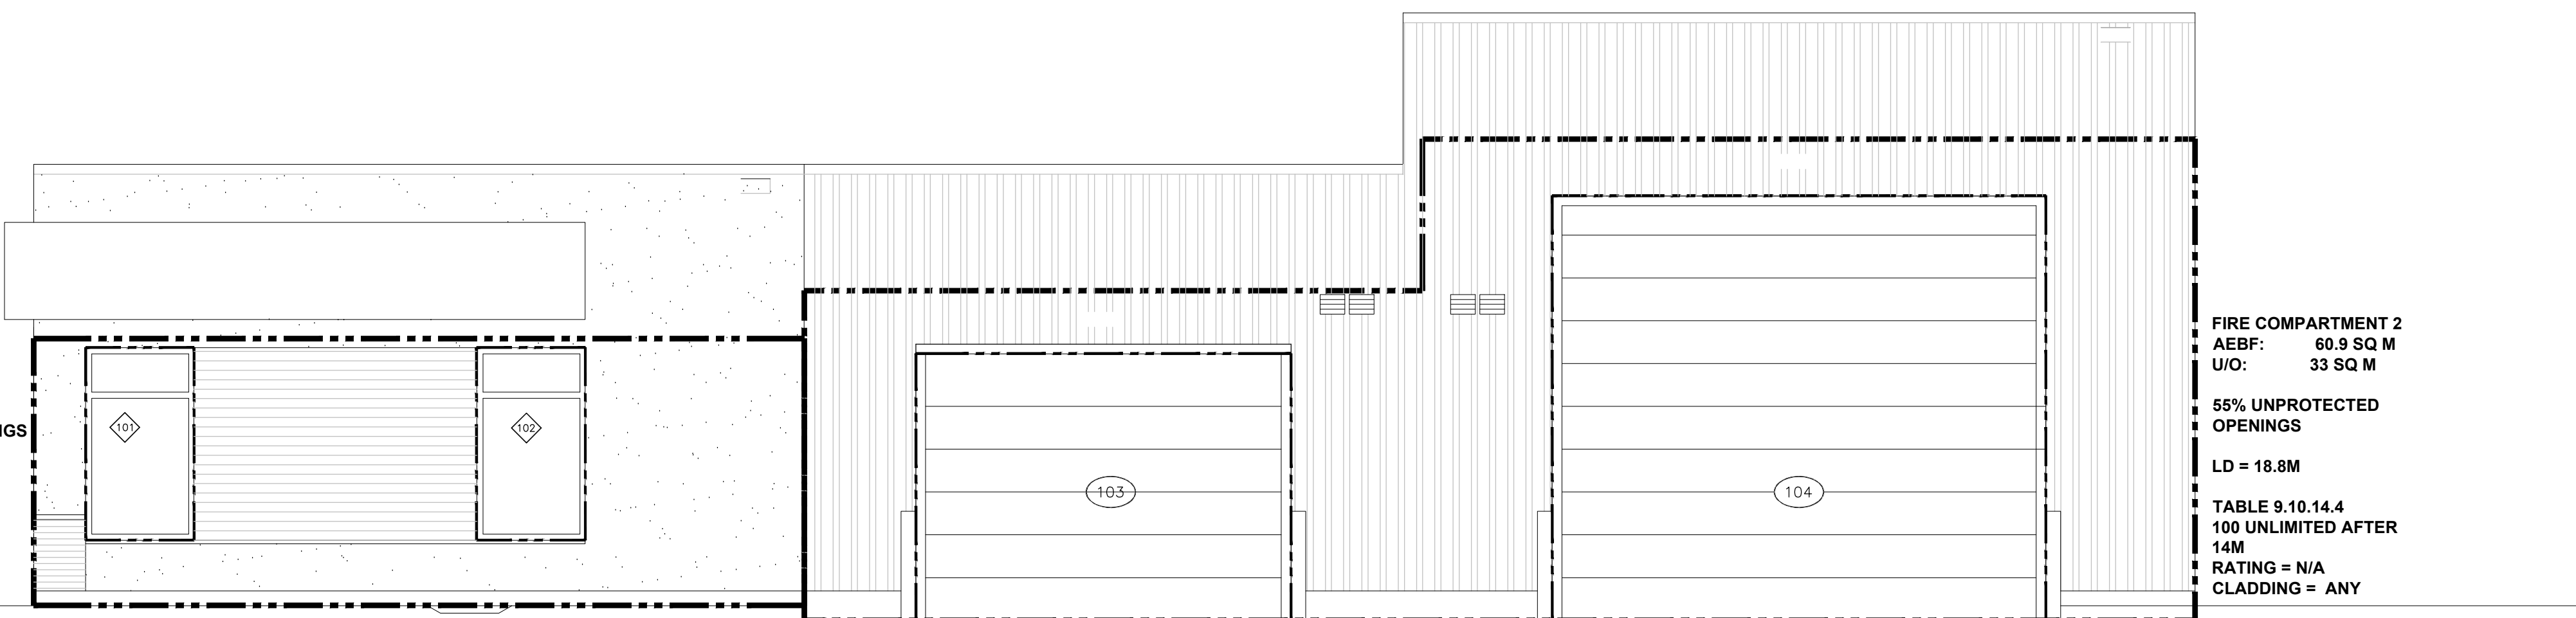 101
102
103
104
NGS
FIRE COMPARTMENT 2
AEBF: 60.9 SQ M
U/O: 33 SQ M
55% UNPROTECTED
OPENINGS
LD = 18.8M
TABLE 9.10.14.4
100 UNLIMITED AFTER
14M
RATING = N/A
CLADDING = ANY